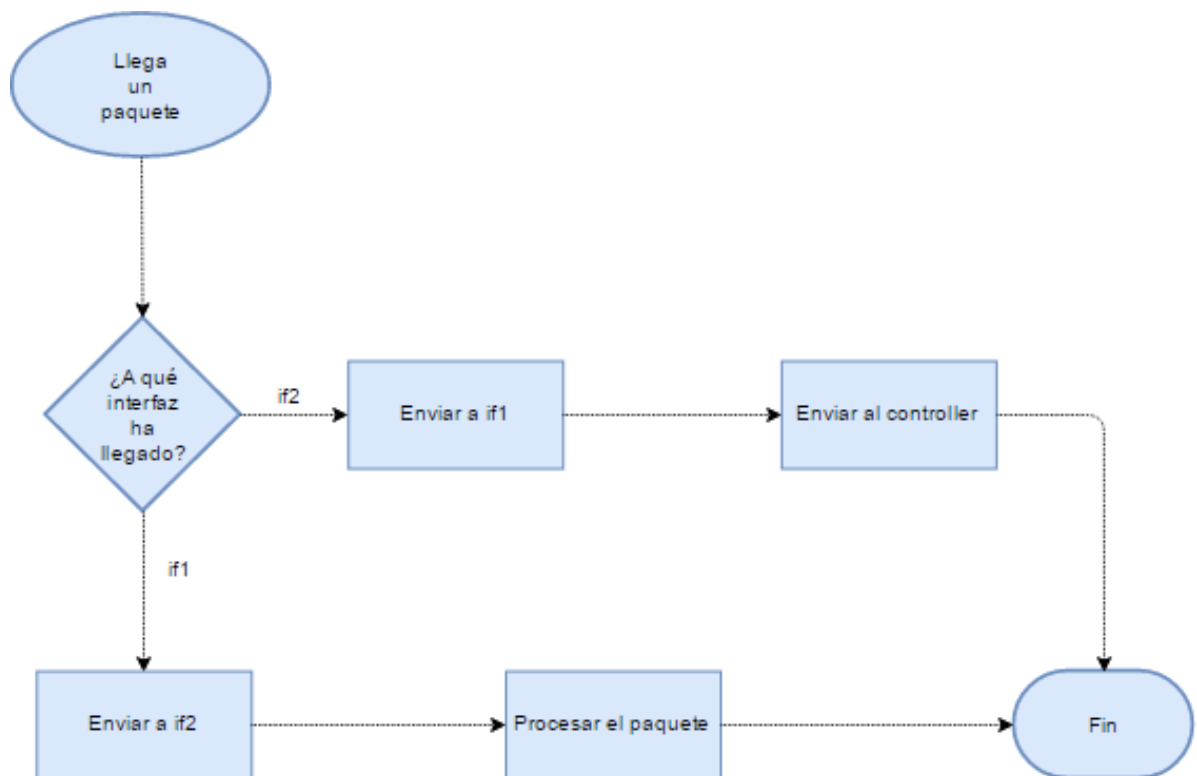 Llega
un
paquete
¿A qué
interfaz
ha
llegado?
if2
Enviar a if1
Enviar al controller
if1
Enviar a if2
Procesar el paquete
Fin